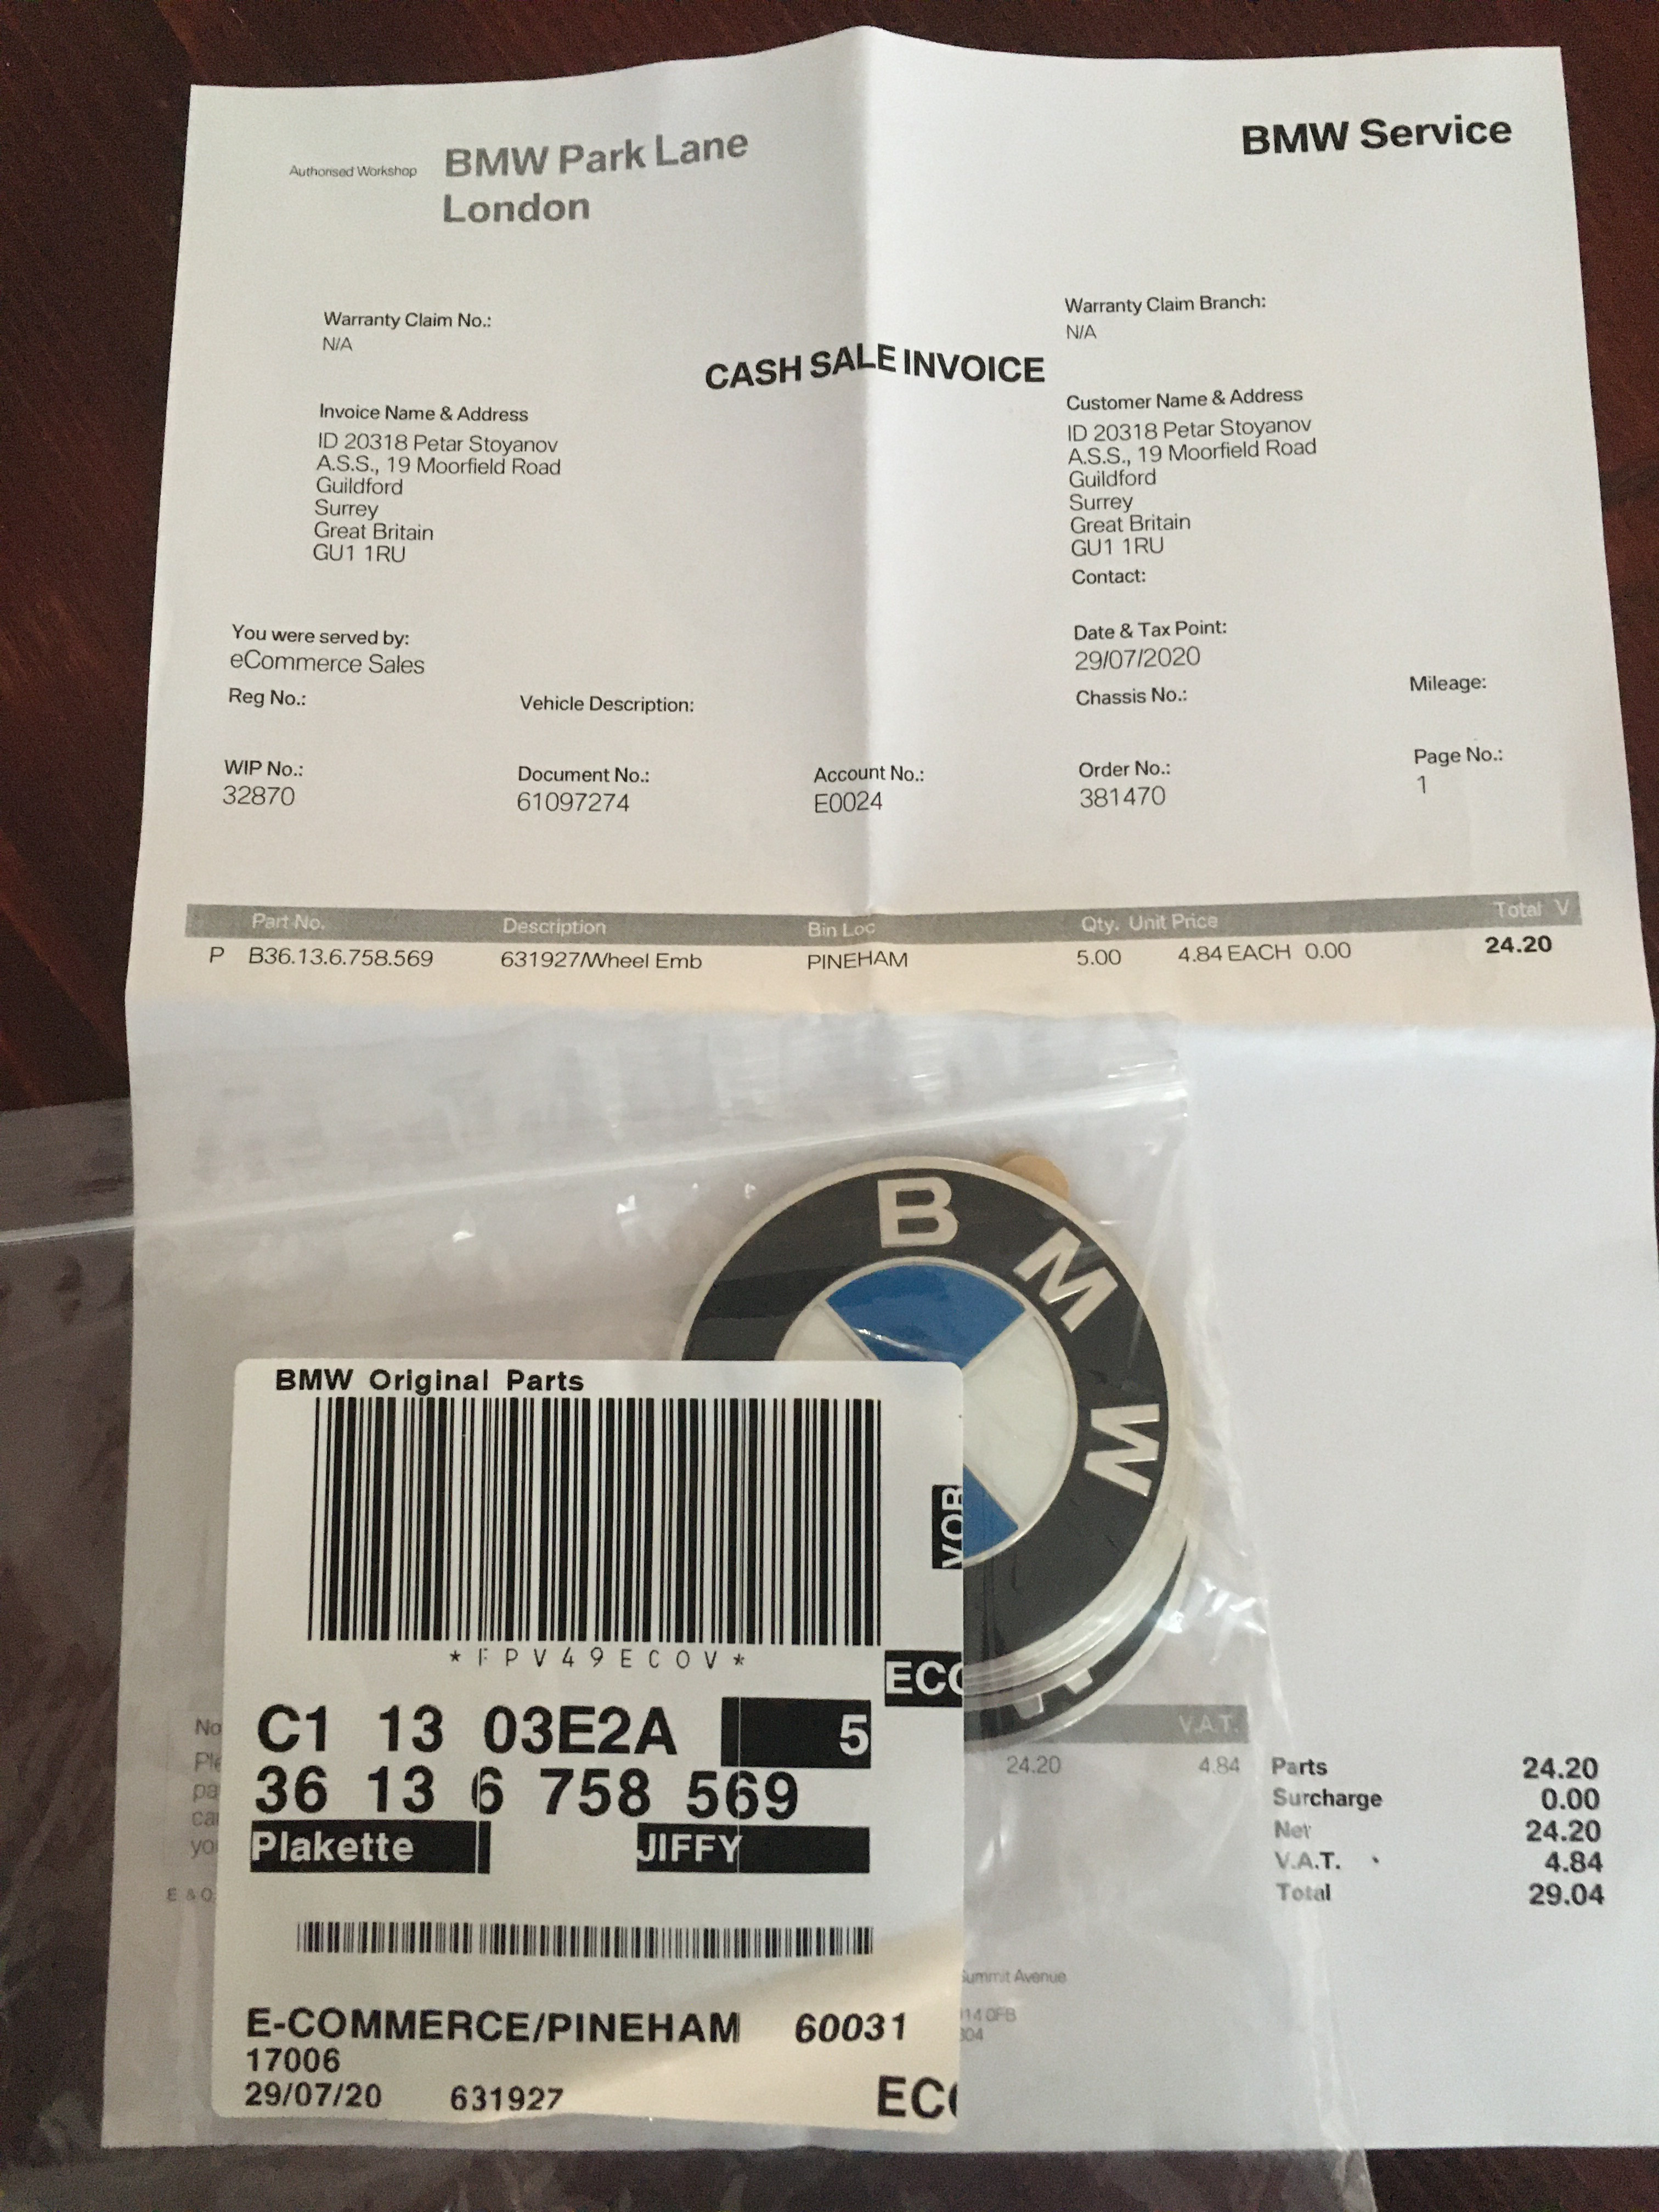 BMW Service
Authorised Workshop BMW Park Lane
London
Warranty Claim No.:
N/A
Warranty Claim Branch:
N/A
CASH SALE INVOICE
Invoice Name & Address
ID 20318 Petar Stoyanov
A.S.S., 19 Moorfield Road
Guildford
Surrey
Great Britain
GU1 1RU
Customer Name & Address
ID 20318 Petar Stoyanov
A.S.S., 19 Moorfield Road
Guildford
Surrey
Great Britain
GU1 1RU
Contact:
You were served by:
eCommerce Sales
Date & Tax Point:
29/07/2020
Reg No.: Vehicle Description: Chassis No.: Mileage:
WIP No.: Document No.: Account No.: Order No.: Page No.:
32870 61097274 E0024 381470 1
Part No. Description Bin Loc Qty. Unit Price Total V
P B36.13.6.758.569 631927/Wheel Emb PINEHAM 5.00 4.84 EACH 0.00 24.20
BMW
BMW Original Parts
*FPV49ECOV*
VOR
C1 13 03E2A 5
36 13 6 758 569
Plakette JIFFY
E-COMMERCE/PINEHAM 60031
17006
29/07/20 631927
V.A.T.
24.20 4.84
Parts 24.20
Surcharge 0.00
Net 24.20
V.A.T. 4.84
Total 29.04
E & O
Summit Avenue